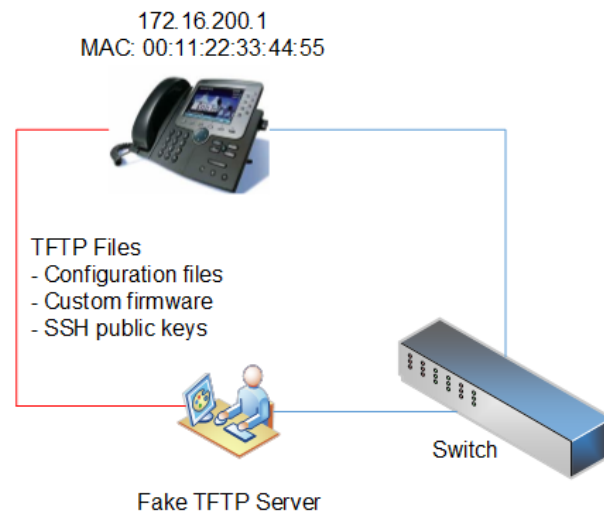 172.16.200.1
MAC: 00:11:22:33:44:55
TFTP Files
- Configuration files
- Custom firmware
- SSH public keys
Switch
Fake TFTP Server